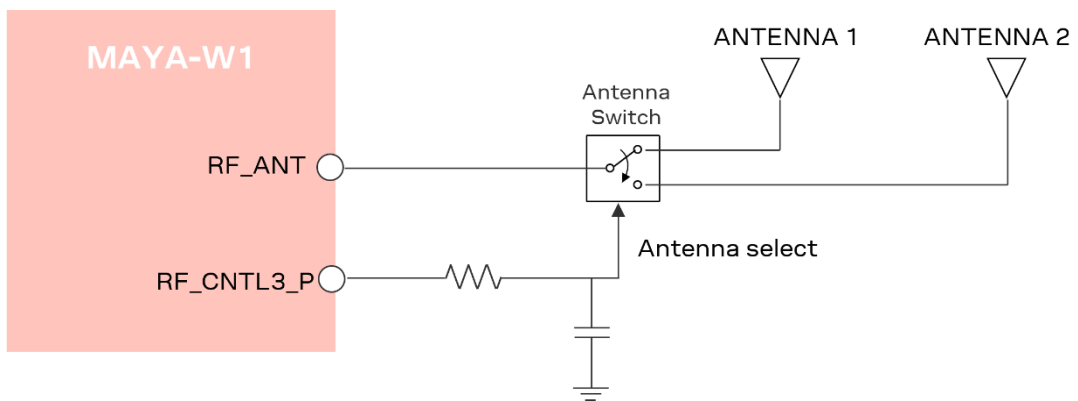 MAYA-W1
ANTENNA 1
ANTENNA 2
Antenna
Switch
RF_ANT
Antenna select
RF_CNTL3_P